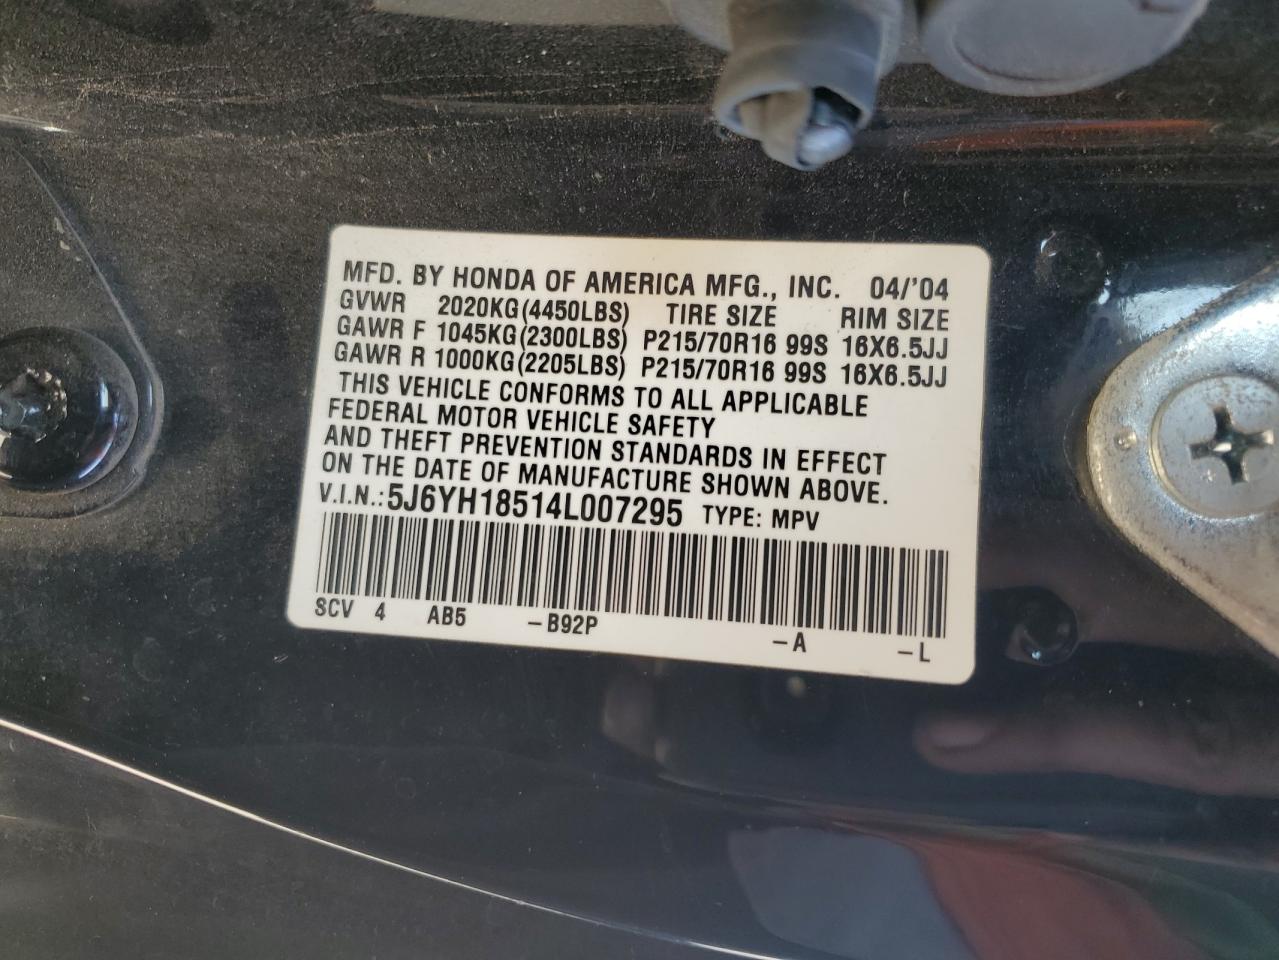 MFD. BY HONDA OF AMERICA MFG., INC. 04/'04
GVWR 2020KG(4450LBS) TIRE SIZE RIM SIZE
GAWR F 1045KG(2300LBS) P215/70R16 99S 16X6.5JJ
GAWR R 1000KG(2205LBS) P215/70R16 99S 16X6.5JJ
THIS VEHICLE CONFORMS TO ALL APPLICABLE
FEDERAL MOTOR VEHICLE SAFETY
AND THEFT PREVENTION STANDARDS IN EFFECT
ON THE DATE OF MANUFACTURE SHOWN ABOVE.
V.I.N.:5J6YH18514L007295 TYPE: MPV
SCV 4 AB5 -B92P -A -L